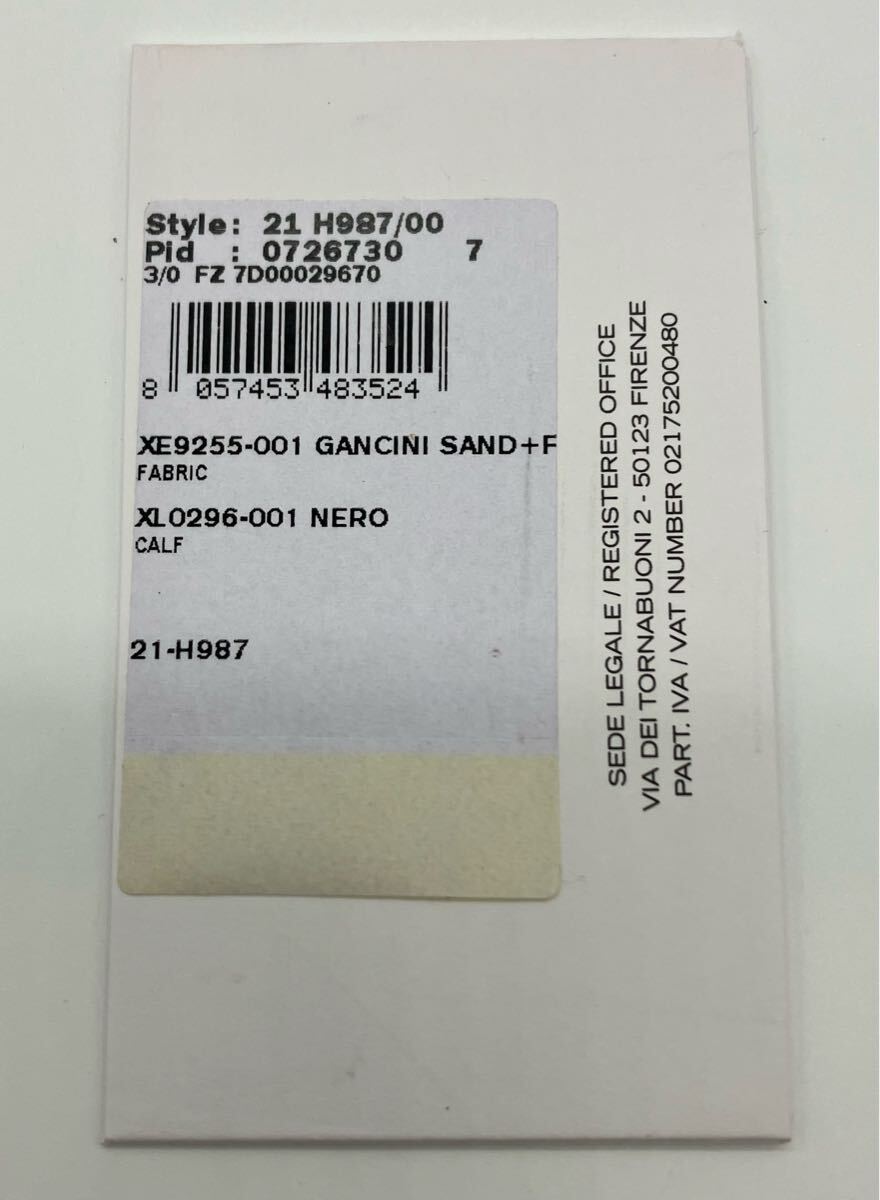 Style: 21 H987/00
Pid : 0726730 7
3/0 FZ 7D00029670
8 057453 483524
XE9255-001 GANCINI SAND+F
FABRIC
XL0296-001 NERO
CALF
21-H987
SEDE LEGALE / REGISTERED OFFICE
VIA DEI TORNABUONI 2 - 50123 FIRENZE
PART. IVA / VAT NUMBER 02175200480